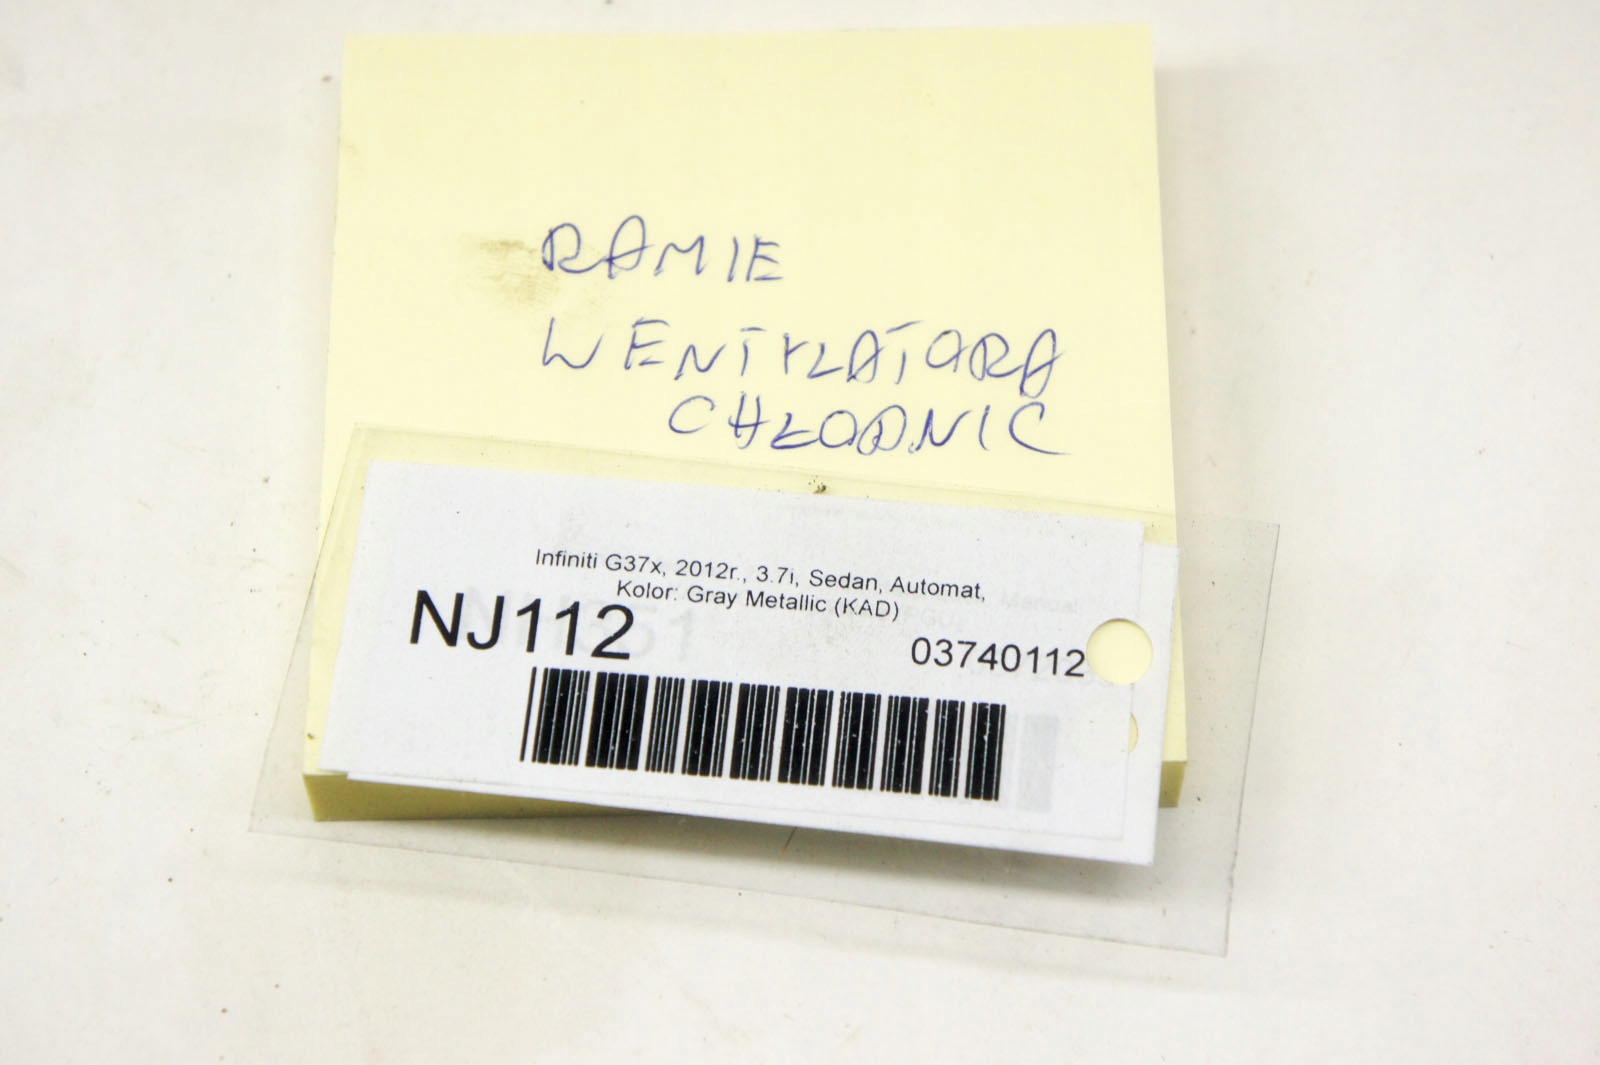 RAMIE
WENTYLATORA
CHŁODNIC
Infiniti G37x, 2012r., 3.7i, Sedan, Automat,
Kolor: Gray Metallic (KAD)
NJ112
03740112